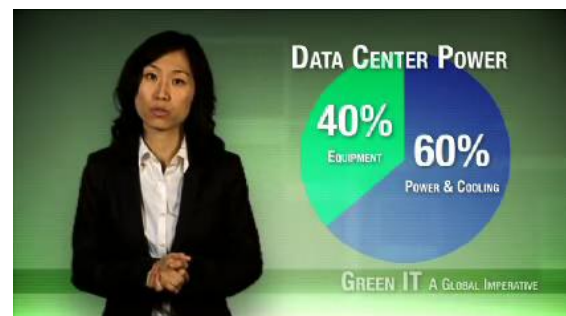 DATA CENTER POWER
40%
EQUIPMENT
60%
POWER & COOLING
GREEN IT A GLOBAL IMPERATIVE